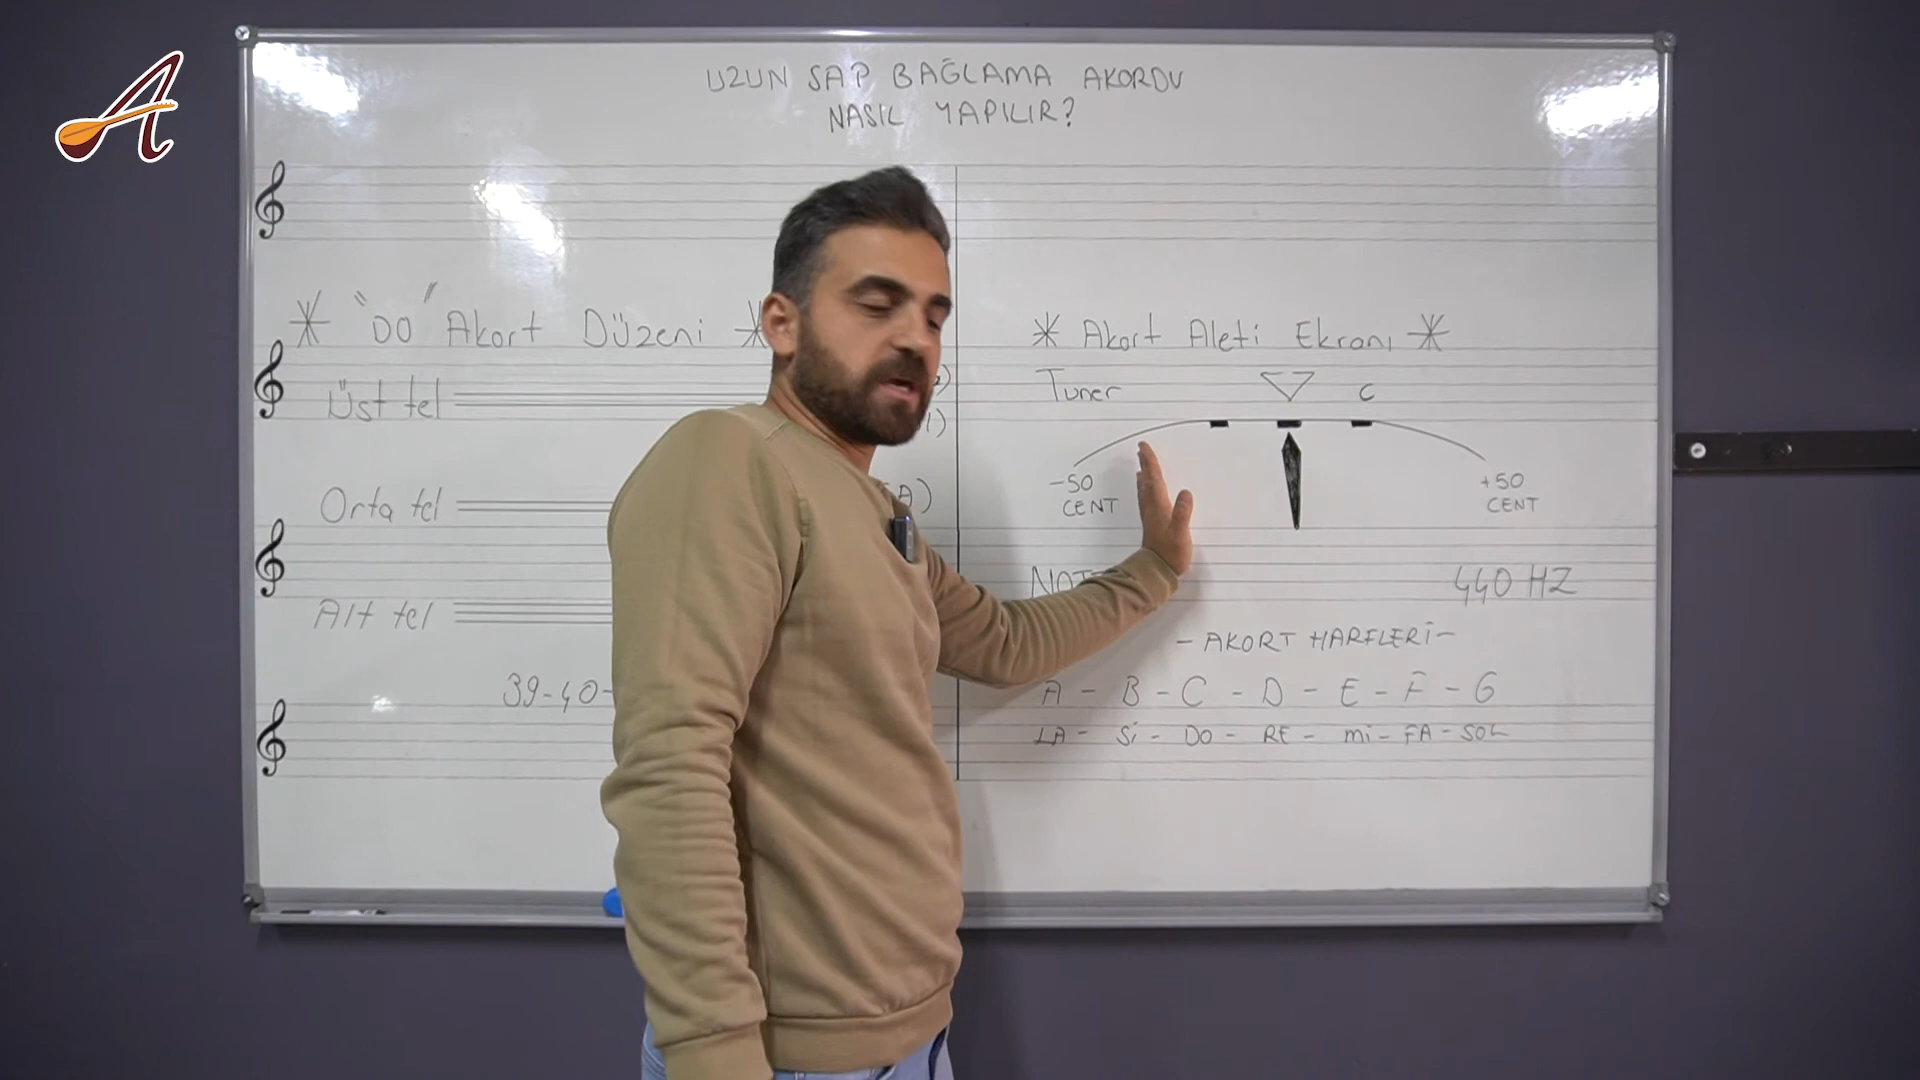 UZUN SAP BAĞLAMA AKORDU
NASIL YAPILIR?
* "DO" Akort Düzeni *
Üst tel
Orta tel
A)
Alt tel
39-40-
* Akort Aleti Ekranı *
Tuner C
-50 CENT
+50 CENT
440 HZ
- AKORT HARFLERİ -
A - B - C - D - E - F - G
LA - Si - DO - RE - mi - FA - SOL